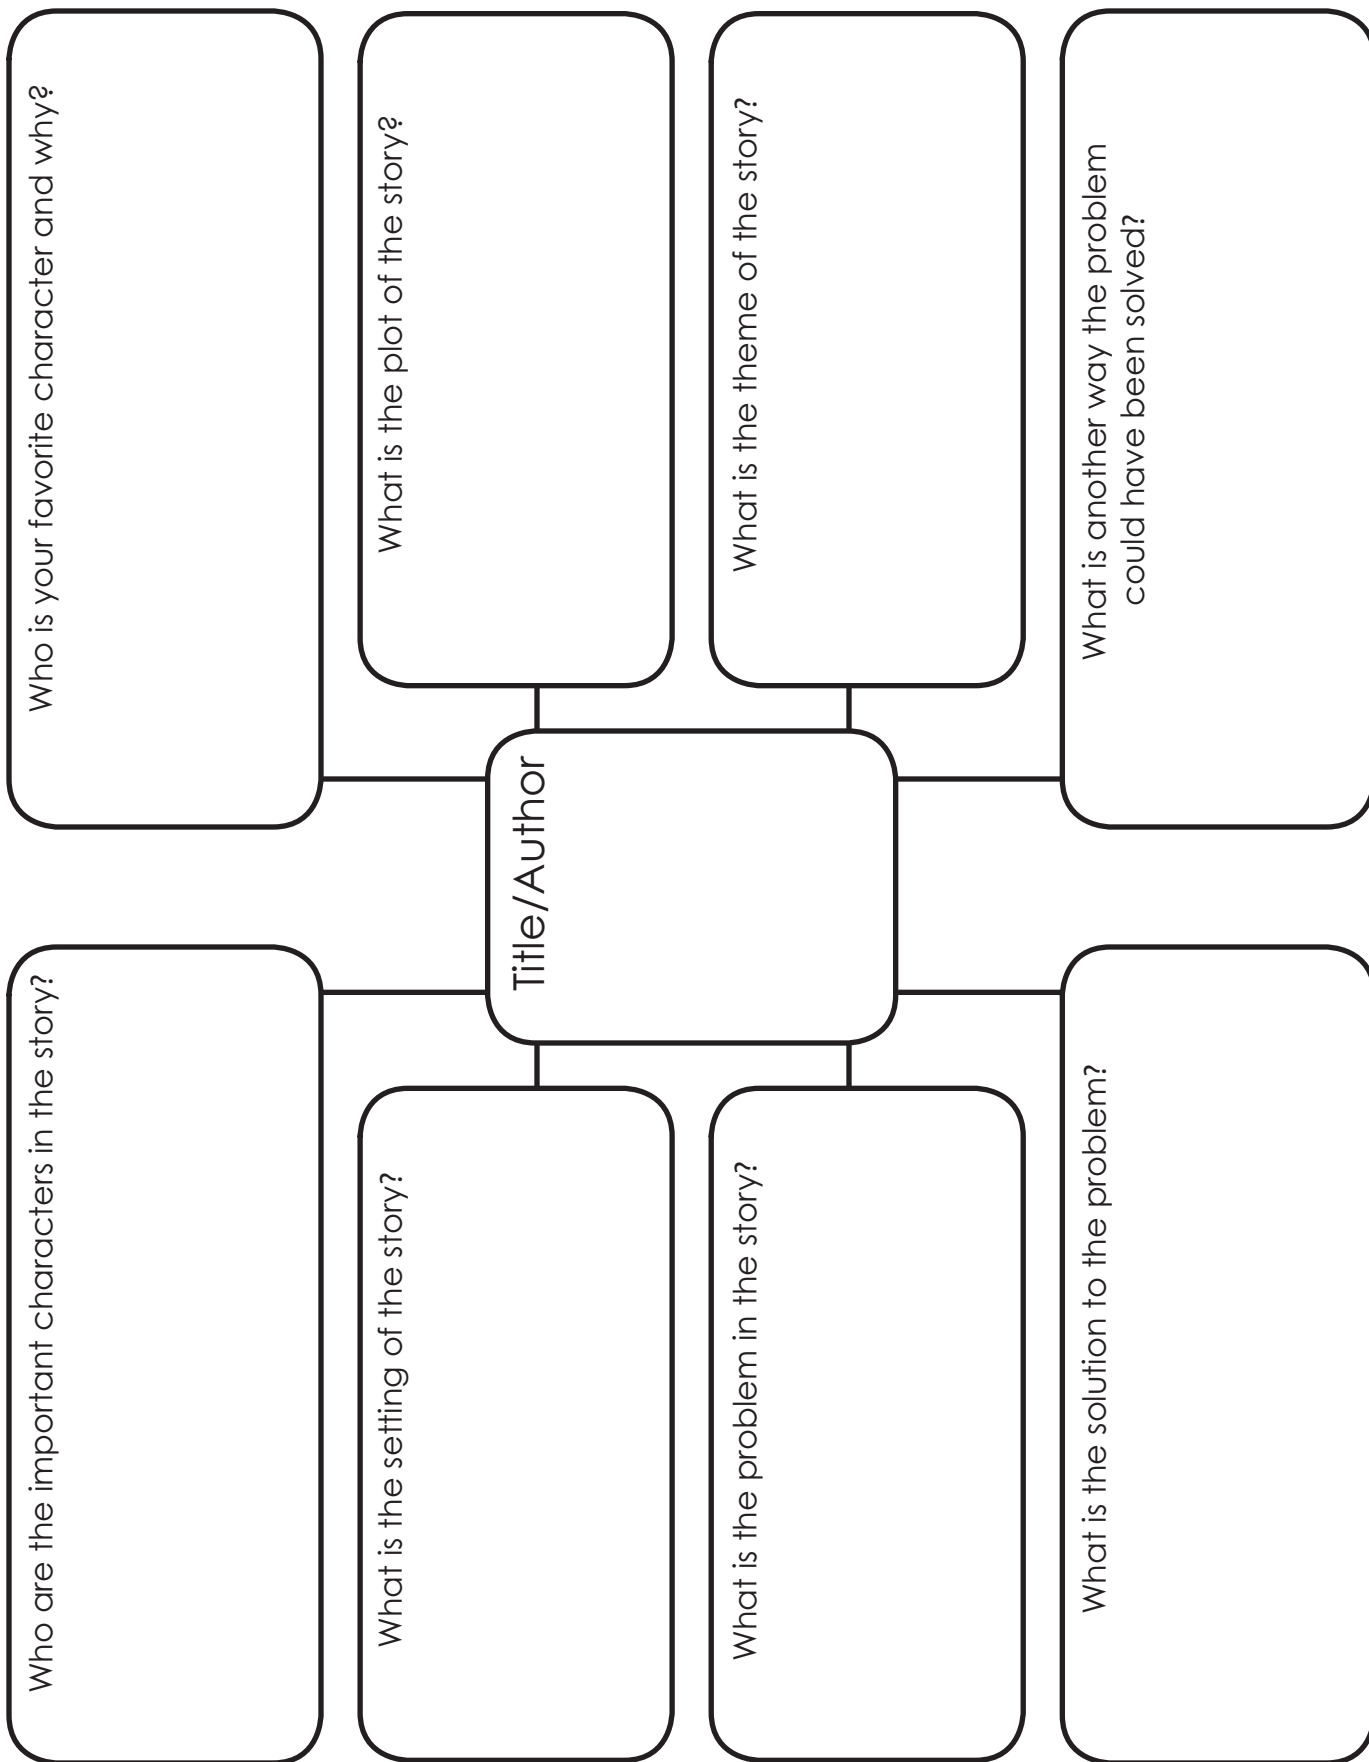 Who are the important characters in the story?
Who is your favorite character and why?
What is the setting of the story?
What is the plot of the story?
Title/Author
What is the problem in the story?
What is the theme of the story?
What is the solution to the problem?
What is another way the problem
could have been solved?